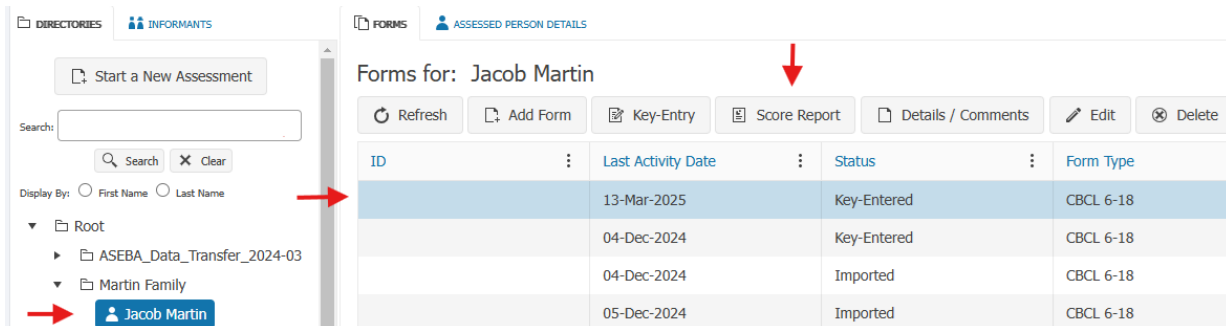 DIRECTORIES
INFORMANTS
Start a New Assessment
Search:
Search
Clear
Display By:
First Name
Last Name
Root
ASEBA_Data_Transfer_2024-03
Martin Family
Jacob Martin
FORMS
ASSESSED PERSON DETAILS
Forms for: Jacob Martin
Refresh
Add Form
Key-Entry
Score Report
Details / Comments
Edit
Delete
ID Last Activity Date Status Form Type
13-Mar-2025 Key-Entered CBCL 6-18
04-Dec-2024 Key-Entered CBCL 6-18
04-Dec-2024 Imported CBCL 6-18
05-Dec-2024 Imported CBCL 6-18